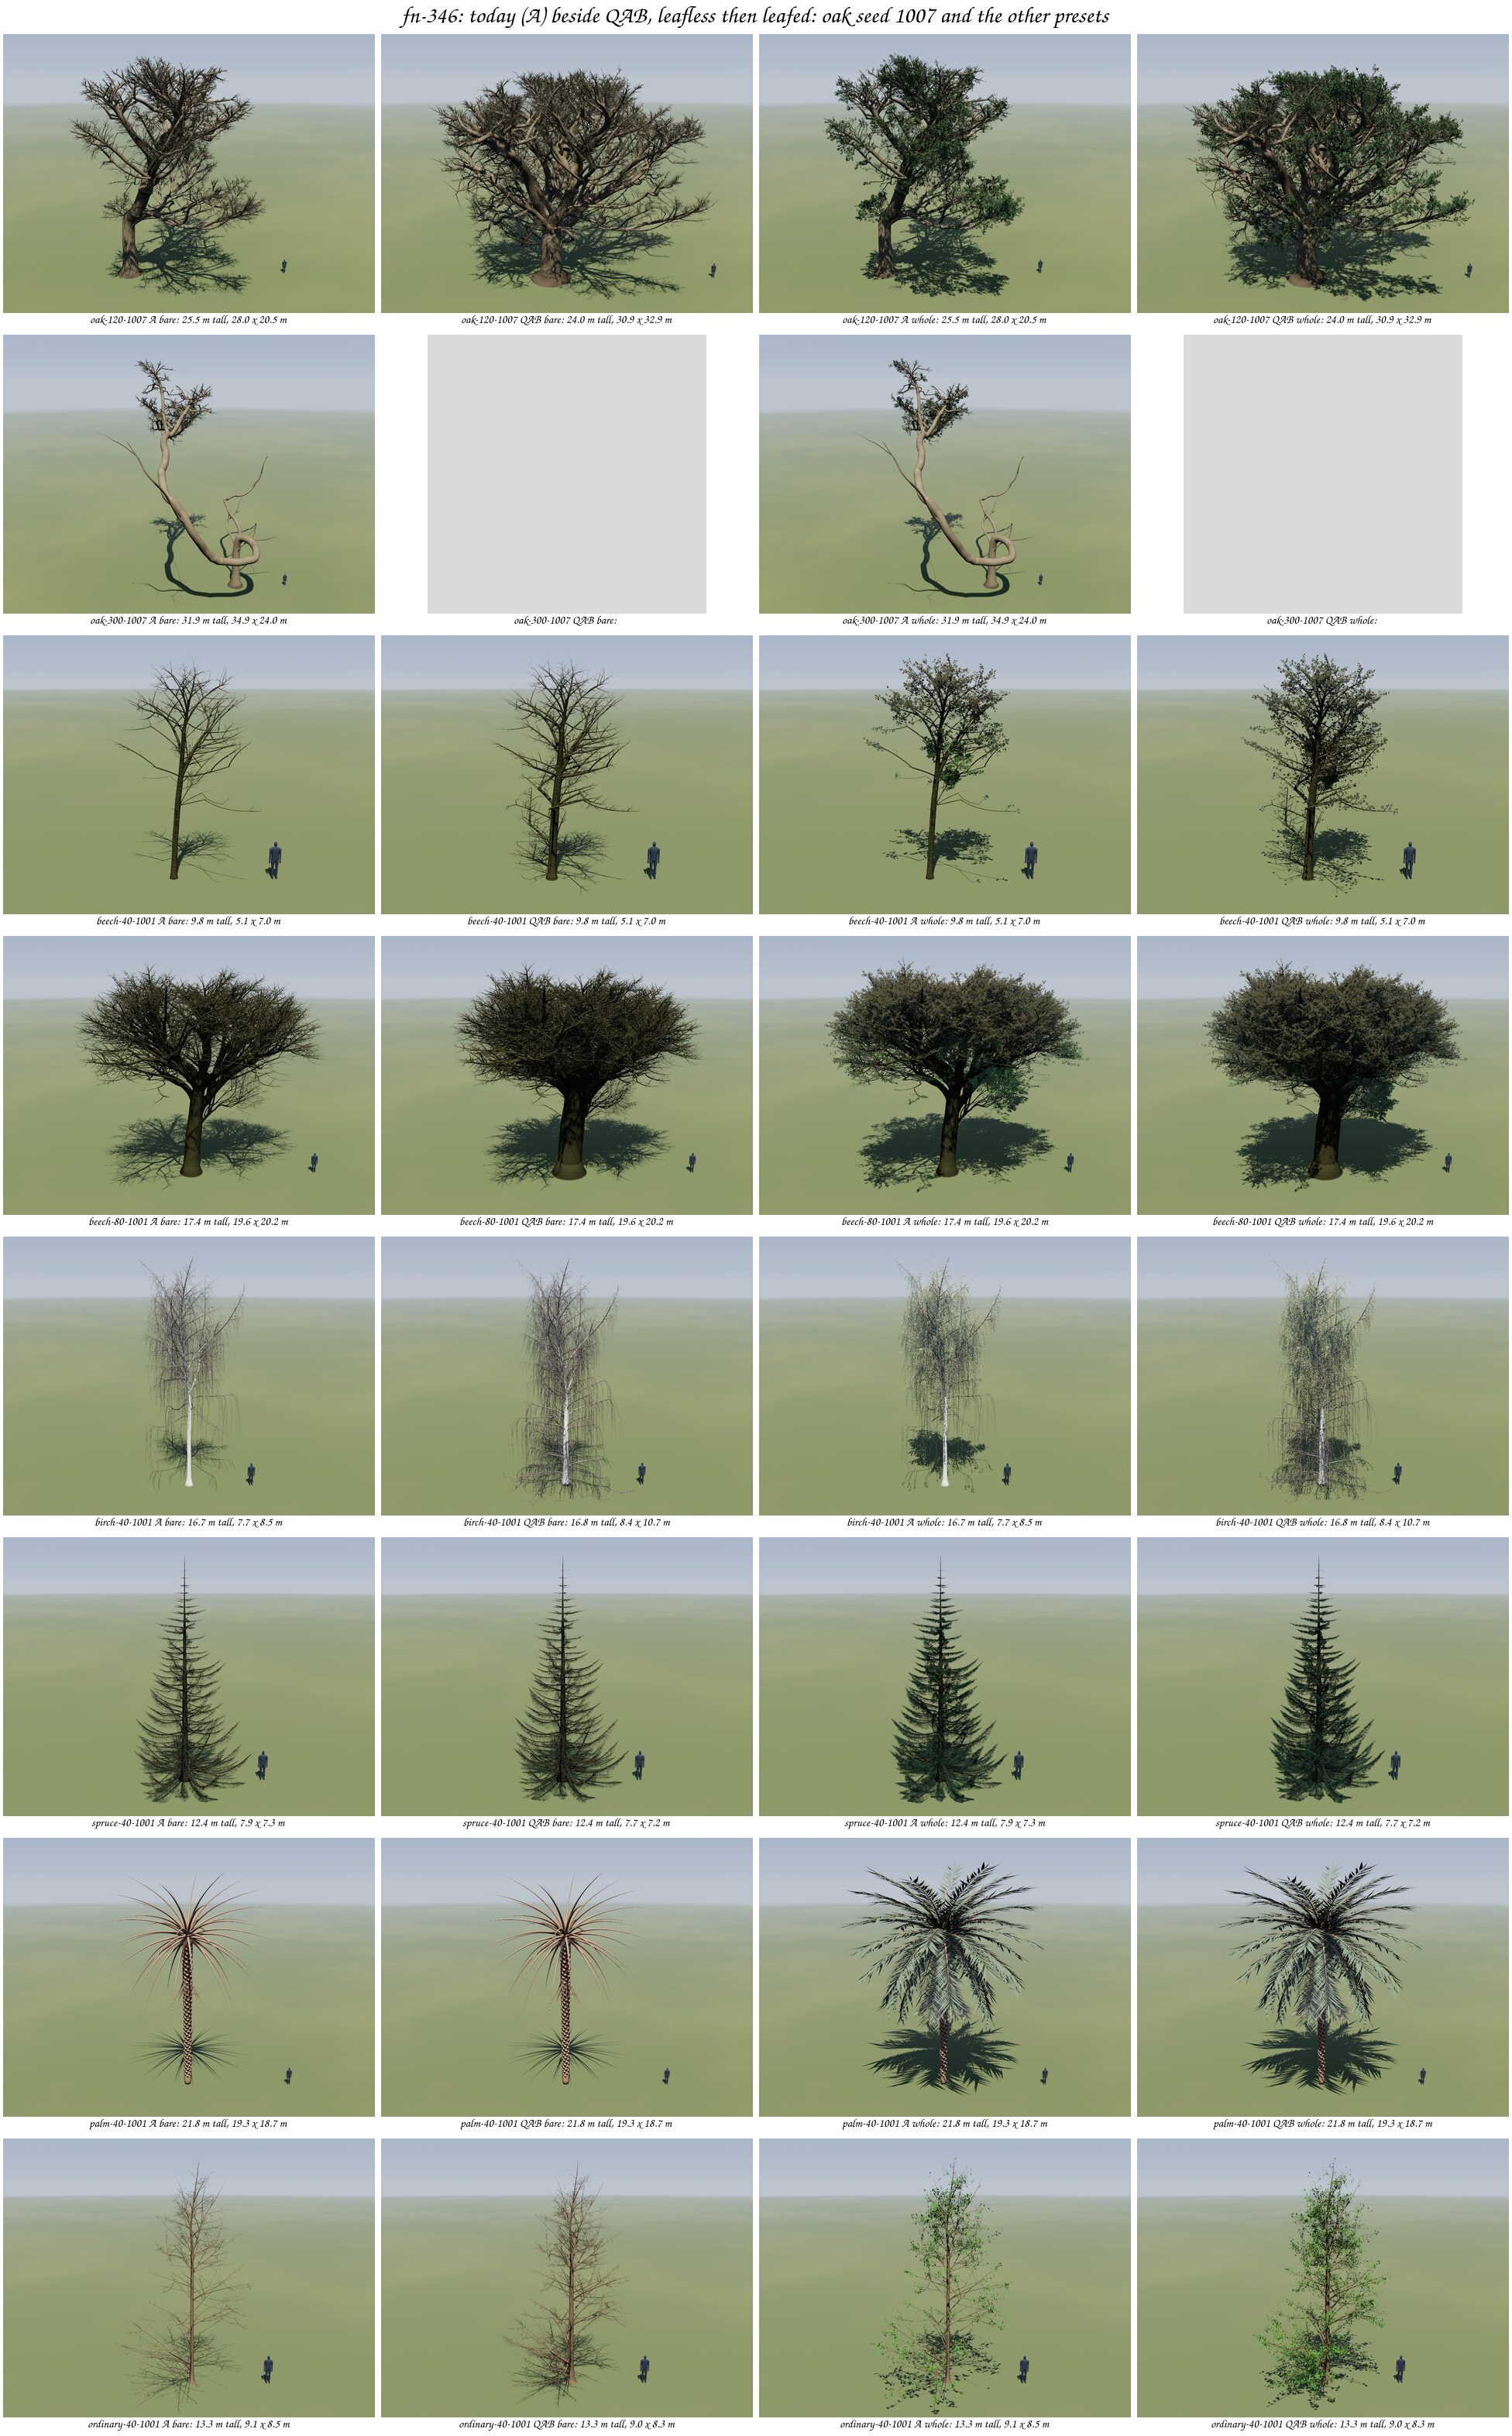 fn-346: today (A) beside QAB, leafless then leafed: oak seed 1007 and the other presets
oak-120-1007 A bare: 25.5 m tall, 28.0 x 20.5 m
oak-120-1007 QAB bare: 24.0 m tall, 30.9 x 32.9 m
oak-120-1007 A whole: 25.5 m tall, 28.0 x 20.5 m
oak-120-1007 QAB whole: 24.0 m tall, 30.9 x 32.9 m
oak-300-1007 A bare: 31.9 m tall, 34.9 x 24.0 m
oak-300-1007 QAB bare:
oak-300-1007 A whole: 31.9 m tall, 34.9 x 24.0 m
oak-300-1007 QAB whole:
beech-40-1001 A bare: 9.8 m tall, 5.1 x 7.0 m
beech-40-1001 QAB bare: 9.8 m tall, 5.1 x 7.0 m
beech-40-1001 A whole: 9.8 m tall, 5.1 x 7.0 m
beech-40-1001 QAB whole: 9.8 m tall, 5.1 x 7.0 m
beech-80-1001 A bare: 17.4 m tall, 19.6 x 20.2 m
beech-80-1001 QAB bare: 17.4 m tall, 19.6 x 20.2 m
beech-80-1001 A whole: 17.4 m tall, 19.6 x 20.2 m
beech-80-1001 QAB whole: 17.4 m tall, 19.6 x 20.2 m
birch-40-1001 A bare: 16.7 m tall, 7.7 x 8.5 m
birch-40-1001 QAB bare: 16.8 m tall, 8.4 x 10.7 m
birch-40-1001 A whole: 16.7 m tall, 7.7 x 8.5 m
birch-40-1001 QAB whole: 16.8 m tall, 8.4 x 10.7 m
spruce-40-1001 A bare: 12.4 m tall, 7.9 x 7.3 m
spruce-40-1001 QAB bare: 12.4 m tall, 7.7 x 7.2 m
spruce-40-1001 A whole: 12.4 m tall, 7.9 x 7.3 m
spruce-40-1001 QAB whole: 12.4 m tall, 7.7 x 7.2 m
palm-40-1001 A bare: 21.8 m tall, 19.3 x 18.7 m
palm-40-1001 QAB bare: 21.8 m tall, 19.3 x 18.7 m
palm-40-1001 A whole: 21.8 m tall, 19.3 x 18.7 m
palm-40-1001 QAB whole: 21.8 m tall, 19.3 x 18.7 m
ordinary-40-1001 A bare: 13.3 m tall, 9.1 x 8.5 m
ordinary-40-1001 QAB bare: 13.3 m tall, 9.0 x 8.3 m
ordinary-40-1001 A whole: 13.3 m tall, 9.1 x 8.5 m
ordinary-40-1001 QAB whole: 13.3 m tall, 9.0 x 8.3 m